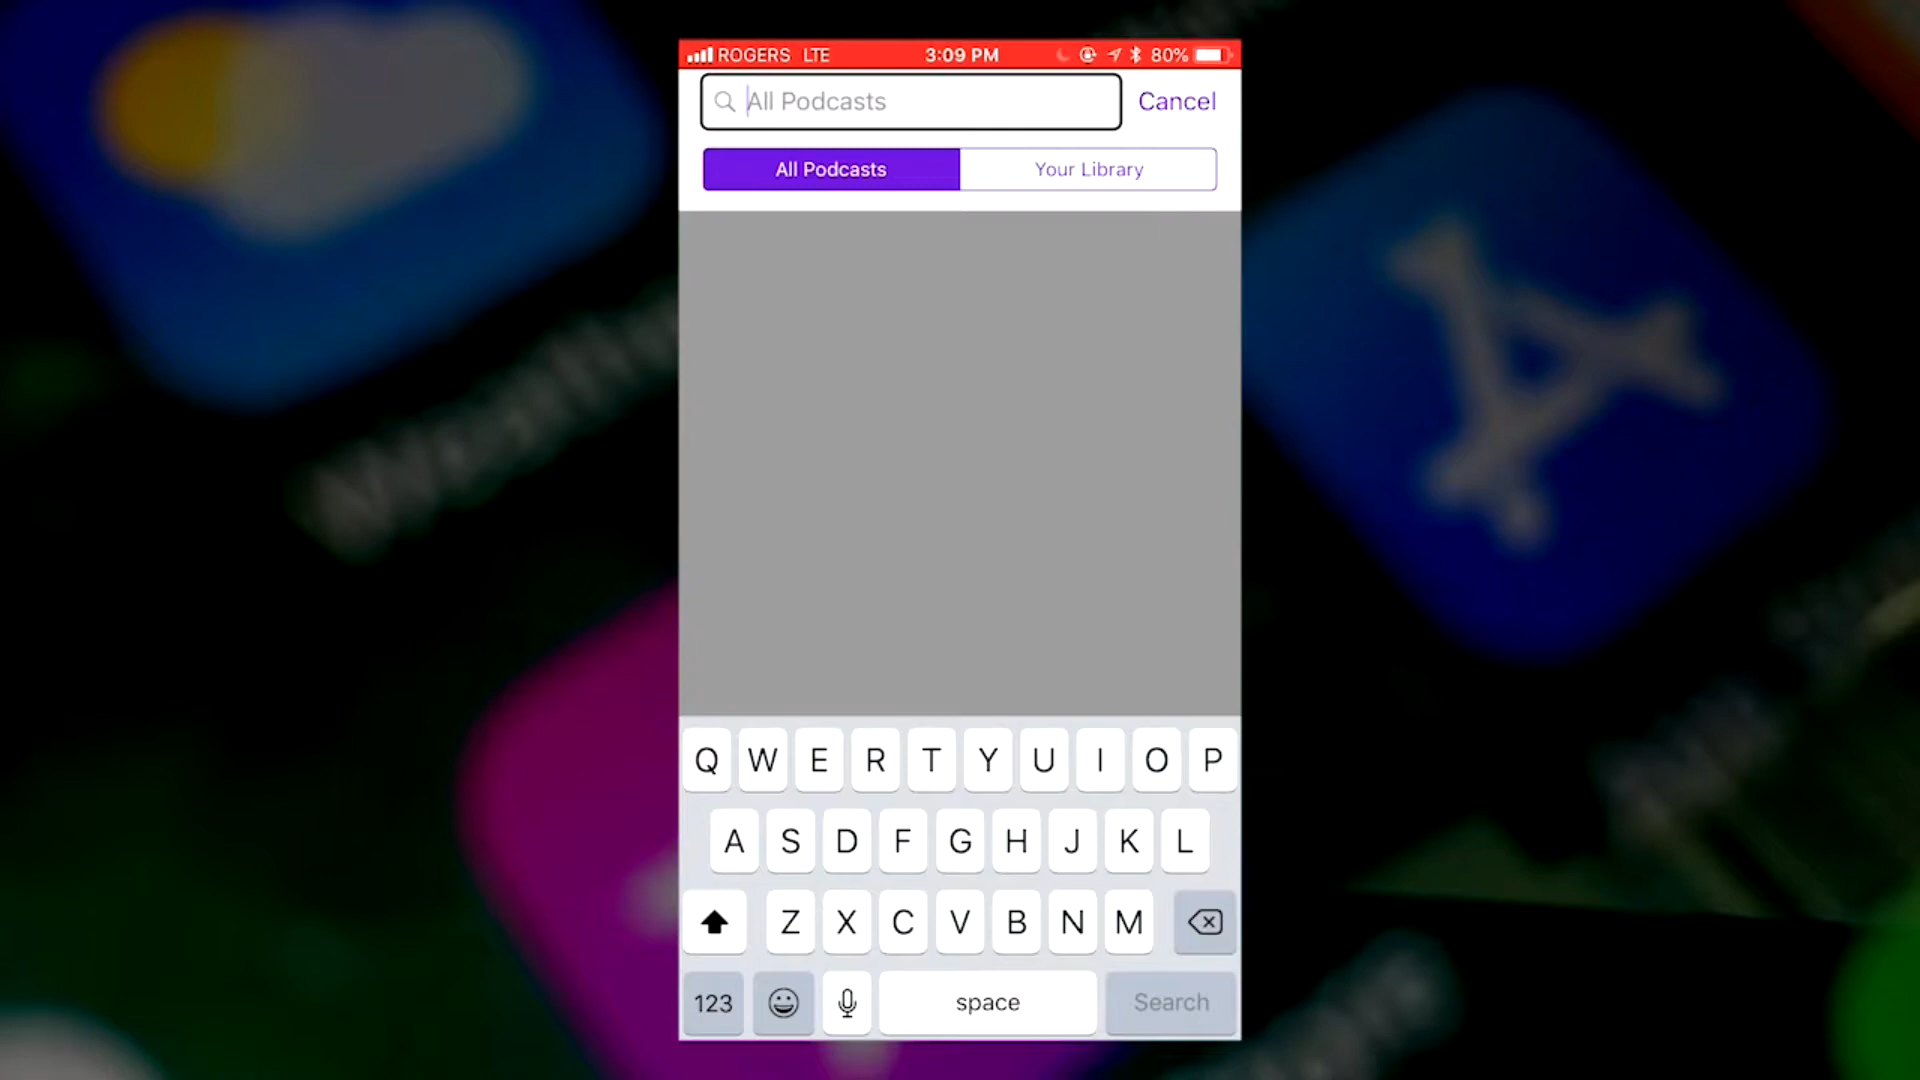 ROGERS LTE 3:09 PM 80%
All Podcasts Cancel
All Podcasts Your Library
Q W E R T Y U I O P
A S D F G H J K L
Z X C V B N M
123 space Search